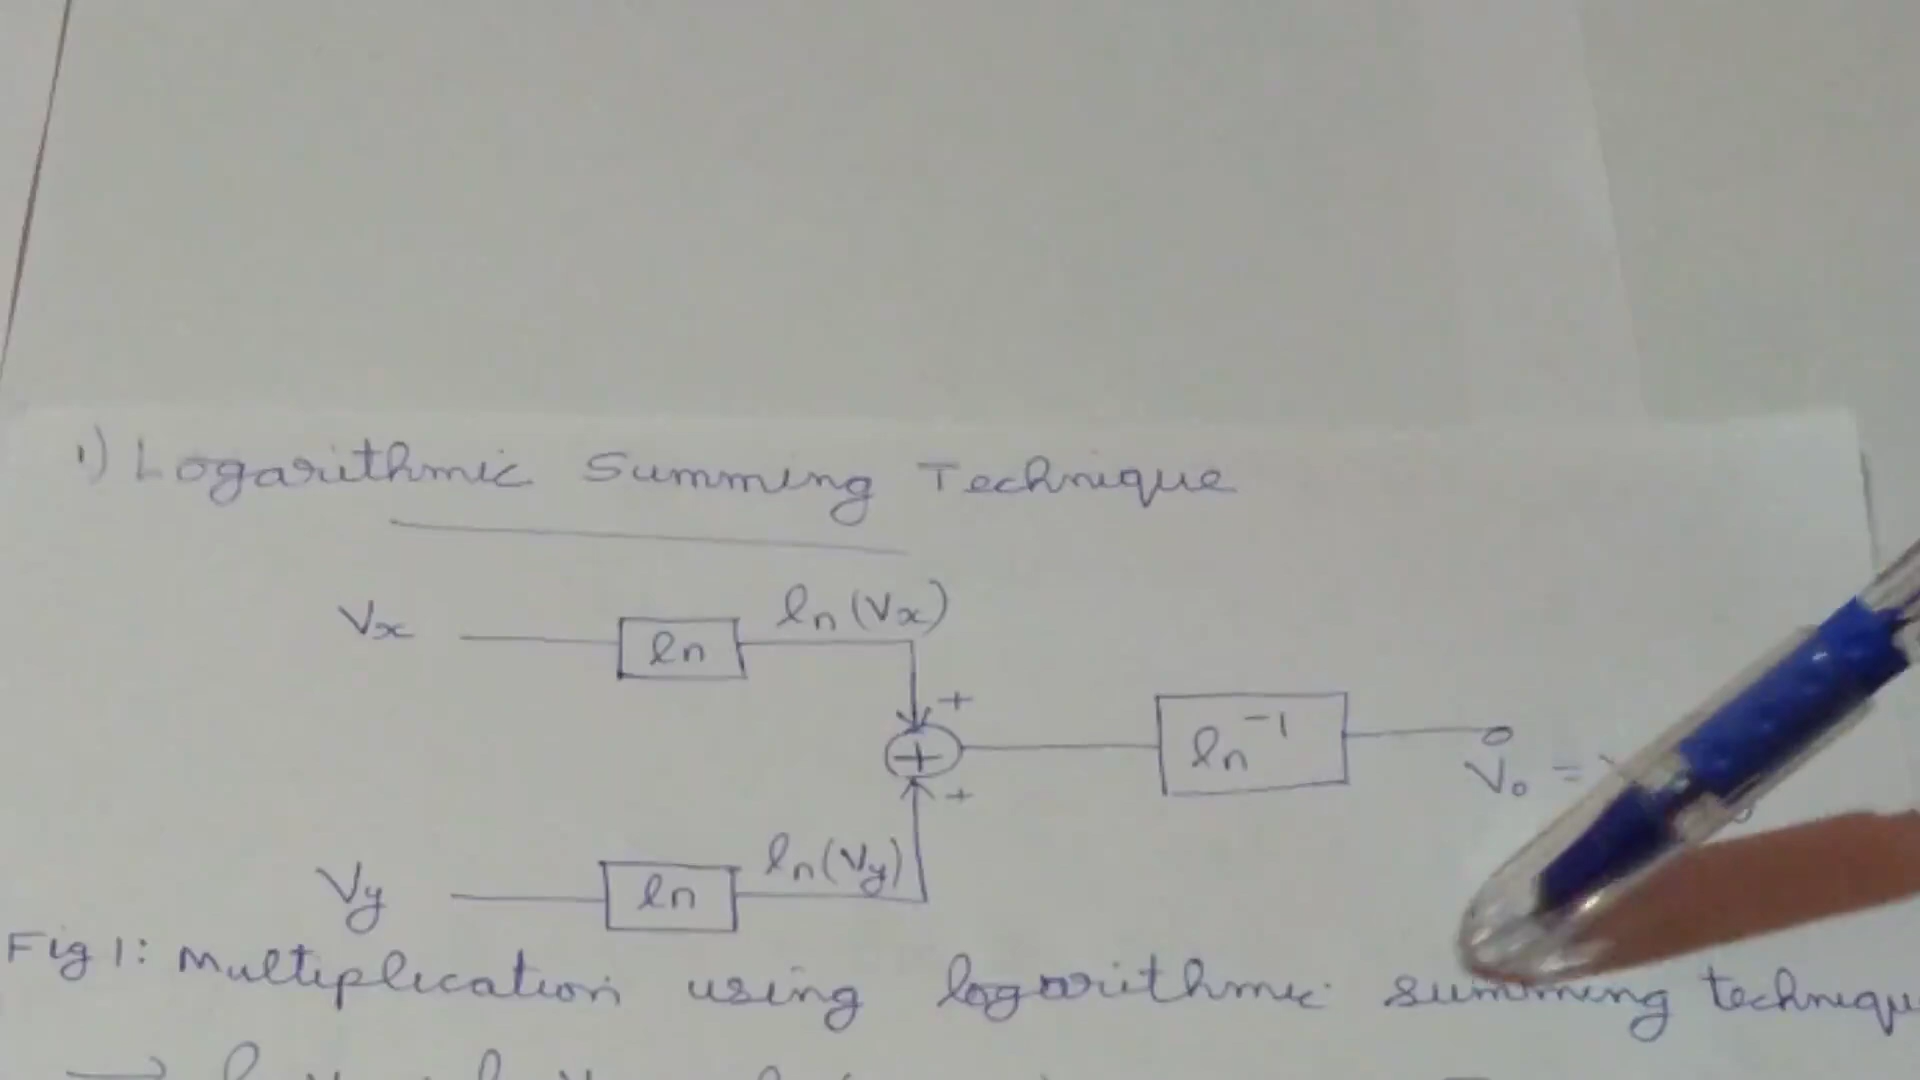 1) Logarithmic Summing Technique
Vx ln ln(Vx)
+
+ ln⁻¹
Vo =
+
Vy ln ln(Vy)
Fig 1: Multiplication using logarithmic summing